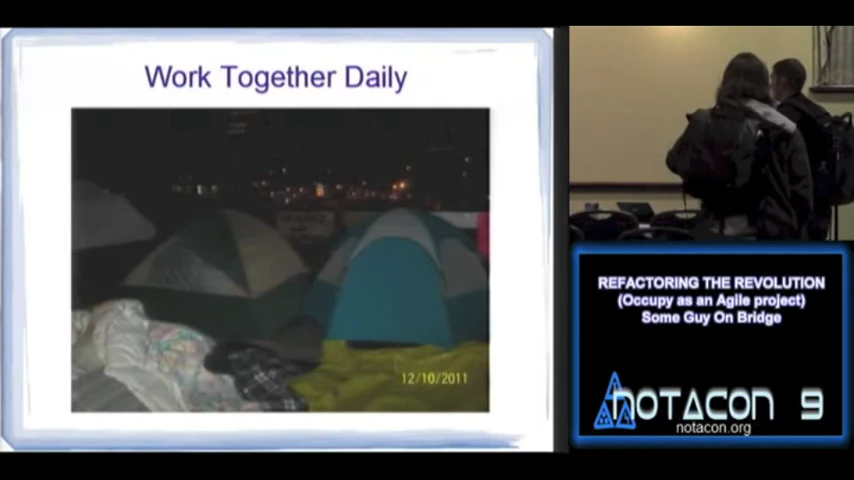 Work Together Daily
12/10/2011
REFACTORING THE REVOLUTION
(Occupy as an Agile project)
Some Guy On Bridge
NOTACON 9
notacon.org